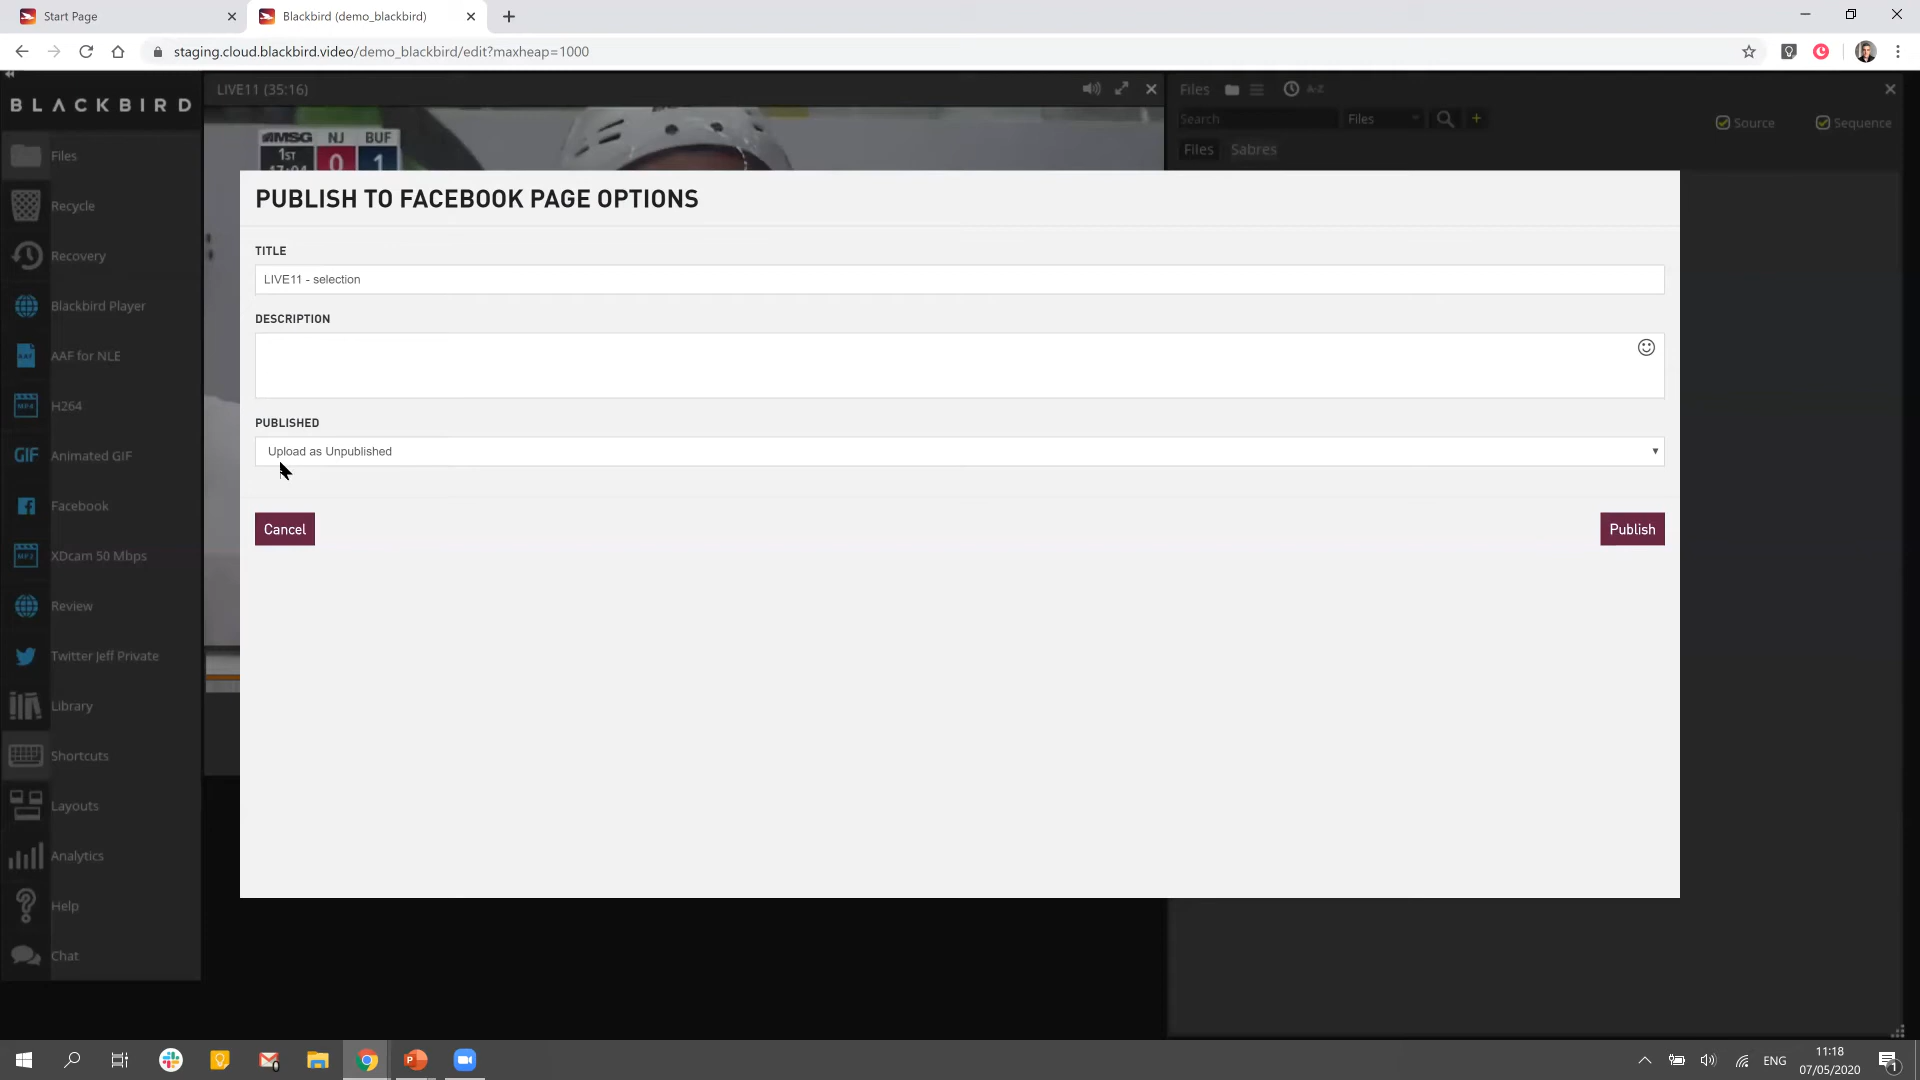 Start Page
Blackbird (demo_blackbird)
staging.cloud.blackbird.video/demo_blackbird/edit?maxheap=1000
BLACKBIRD
LIVE11 (35:16)
Files
A-Z
Search
Files
Source
Sequence
Files
Sabres
MSG NJ BUF
1ST 0 1
17:04
Files
Recycle
Recovery
Blackbird Player
AAF for NLE
H264
GIF Animated GIF
Facebook
XDcam 50 Mbps
Review
Twitter Jeff Private
Library
Shortcuts
Layouts
Analytics
Help
Chat
PUBLISH TO FACEBOOK PAGE OPTIONS
TITLE
LIVE11 - selection
DESCRIPTION
PUBLISHED
Upload as Unpublished
Cancel
Publish
ENG
11:18
07/05/2020
1